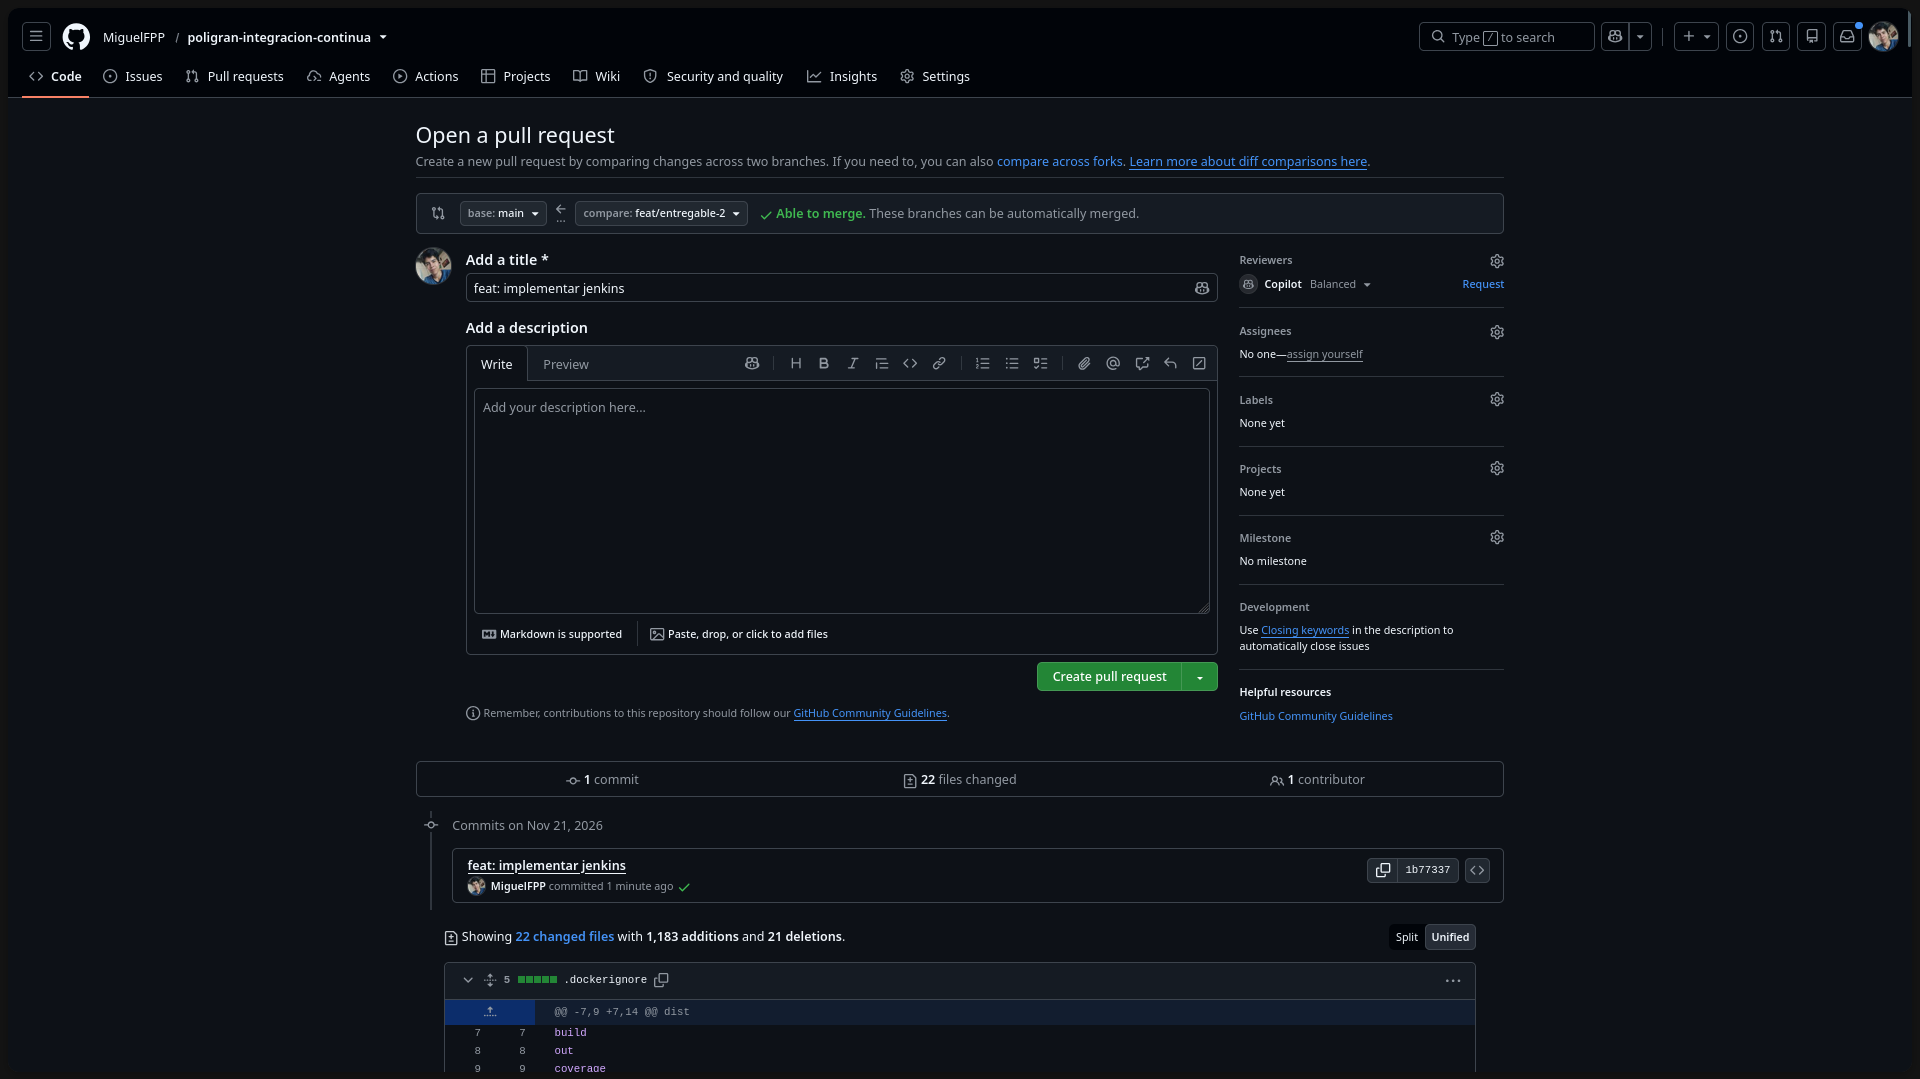 MiguelFPP / poligran-integracion-continua
Type / to search
Code Issues Pull requests Agents Actions Projects Wiki Security and quality Insights Settings
Open a pull request
Create a new pull request by comparing changes across two branches. If you need to, you can also compare across forks. Learn more about diff comparisons here.
base: main ... compare: feat/entregable-2 Able to merge. These branches can be automatically merged.
Add a title *
feat: implementar jenkins
Add a description
Write Preview
Add your description here...
Markdown is supported Paste, drop, or click to add files
Create pull request
Remember, contributions to this repository should follow our GitHub Community Guidelines.
Reviewers
Copilot Balanced Request
Assignees
No one—assign yourself
Labels
None yet
Projects
None yet
Milestone
No milestone
Development
Use Closing keywords in the description to
automatically close issues
Helpful resources
GitHub Community Guidelines
1 commit 22 files changed 1 contributor
Commits on Nov 21, 2026
feat: implementar jenkins
MiguelFPP committed 1 minute ago
1b77337
Showing 22 changed files with 1,183 additions and 21 deletions.
Split Unified
5 .dockerignore
@@ -7,9 +7,14 @@ dist
7 7 build
8 8 out
9 9 coverage